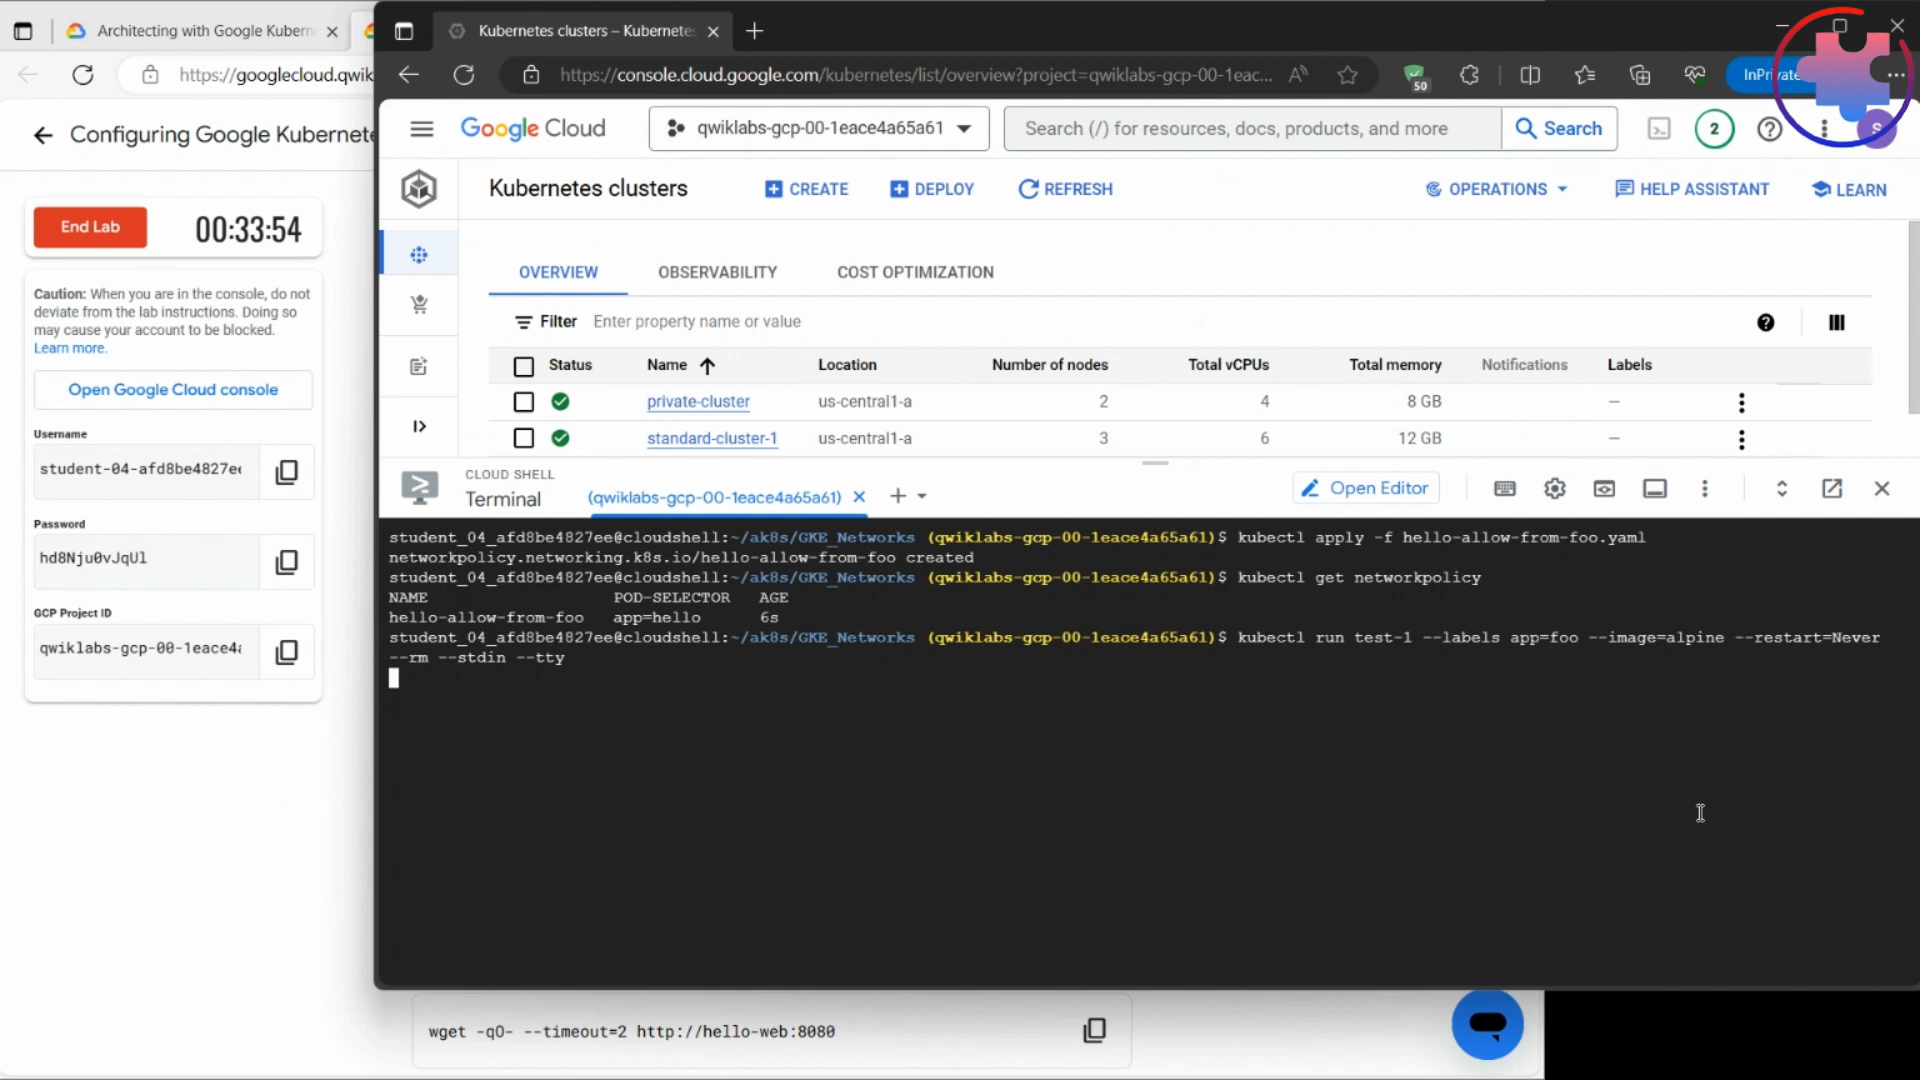 Architecting with Google Kubern
https://googlecloud.qwik
Configuring Google Kubernete
End Lab
00:33:54
Caution: When you are in the console, do not
deviate from the lab instructions. Doing so
may cause your account to be blocked.
Learn more.
Open Google Cloud console
Username
student-04-afd8be4827ee
Password
hd8Nju0vJqUl
GCP Project ID
qwiklabs-gcp-00-1eace4a
Kubernetes clusters – Kubernetes
https://console.cloud.google.com/kubernetes/list/overview?project=qwiklabs-gcp-00-1eac...
50
InPrivate
Google Cloud
qwiklabs-gcp-00-1eace4a65a61
Search (/) for resources, docs, products, and more
Search
2
S
Kubernetes clusters
CREATE
DEPLOY
REFRESH
OPERATIONS
HELP ASSISTANT
LEARN
OVERVIEW
OBSERVABILITY
COST OPTIMIZATION
Filter Enter property name or value
Status Name Location Number of nodes Total vCPUs Total memory Notifications Labels
private-cluster us-central1-a 2 4 8 GB –
standard-cluster-1 us-central1-a 3 6 12 GB –
CLOUD SHELL
Terminal
(qwiklabs-gcp-00-1eace4a65a61)
Open Editor
student_04_afd8be4827ee@cloudshell:~/ak8s/GKE_Networks (qwiklabs-gcp-00-1eace4a65a61)$ kubectl apply -f hello-allow-from-foo.yaml
networkpolicy.networking.k8s.io/hello-allow-from-foo created
student_04_afd8be4827ee@cloudshell:~/ak8s/GKE_Networks (qwiklabs-gcp-00-1eace4a65a61)$ kubectl get networkpolicy
NAME POD-SELECTOR AGE
hello-allow-from-foo app=hello 6s
student_04_afd8be4827ee@cloudshell:~/ak8s/GKE_Networks (qwiklabs-gcp-00-1eace4a65a61)$ kubectl run test-1 --labels app=foo --image=alpine --restart=Never
--rm --stdin --tty
wget -qO- --timeout=2 http://hello-web:8080